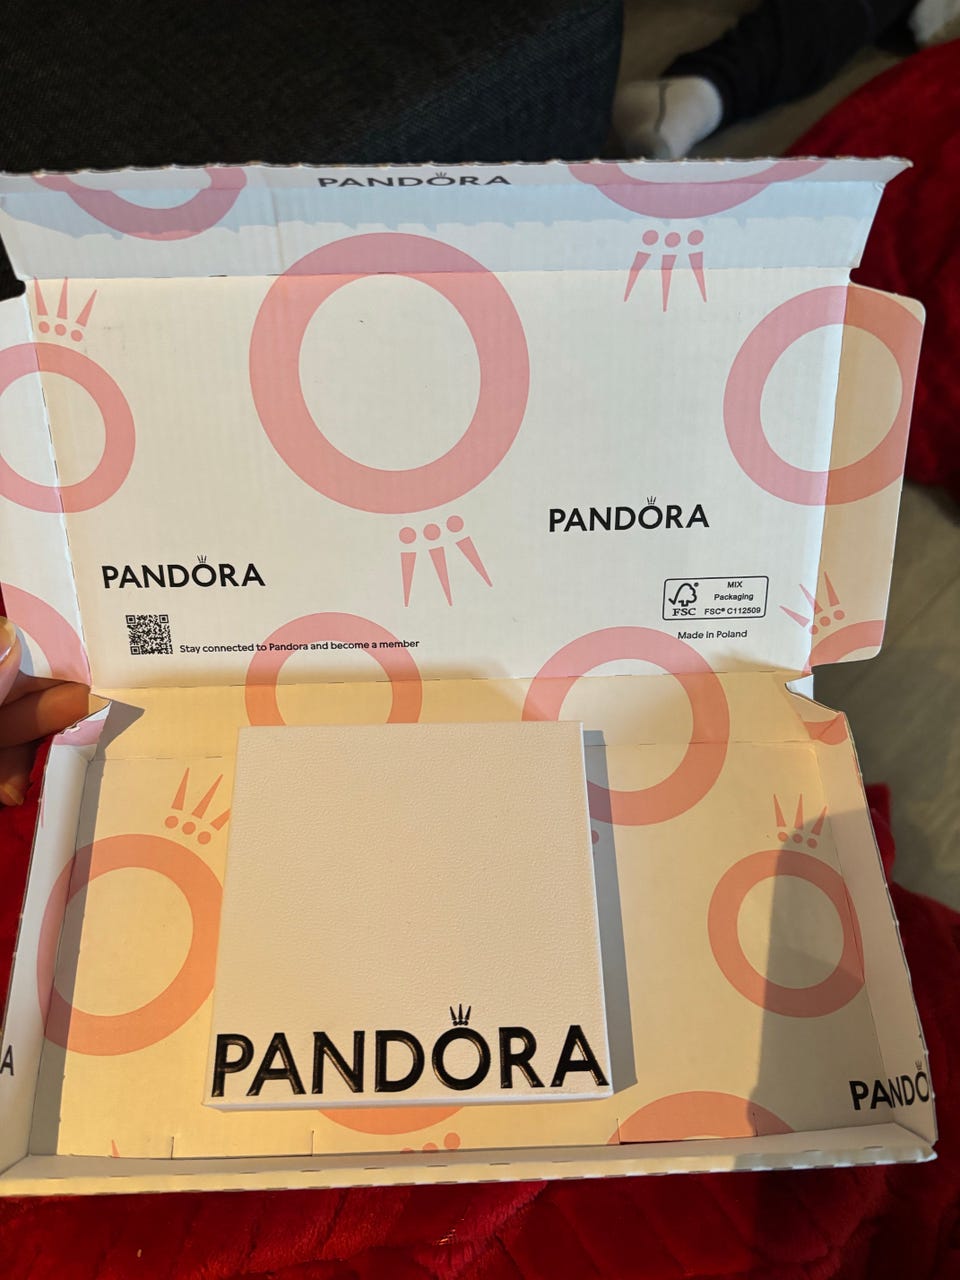 PANDORA
PANDORA
PANDORA
MIX
Packaging
FSC
FSC® C112509
Made in Poland
Stay connected to Pandora and become a member
PANDORA
A
PANDO